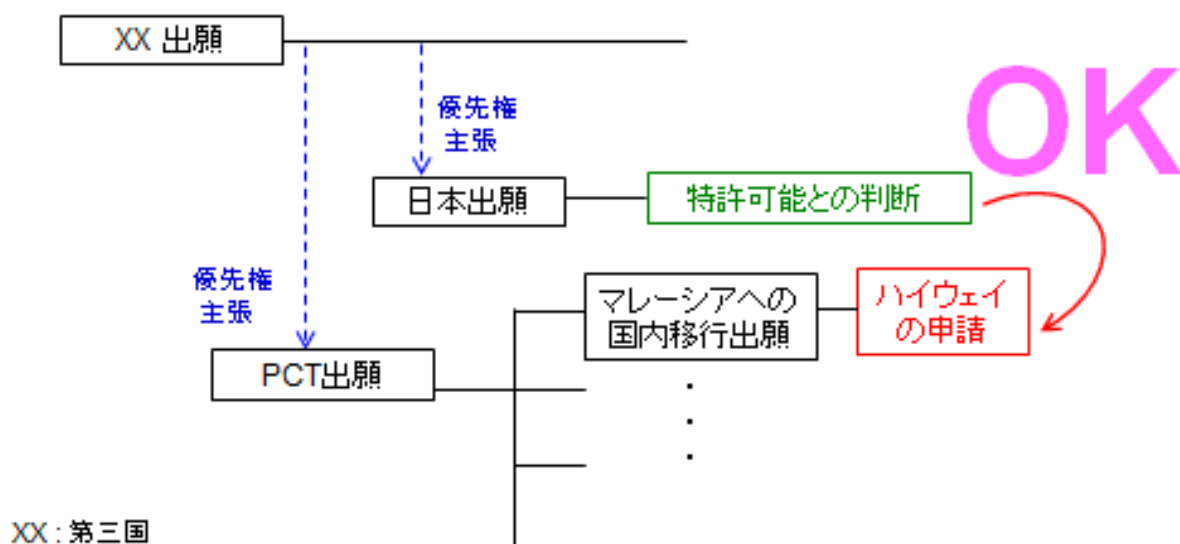 XX 出願
OK
優先権
主張
日本出願
特許可能との判断
優先権
主張
マレーシアへの
国内移行出願
ハイウェイ
の申請
PCT出願
XX : 第三国